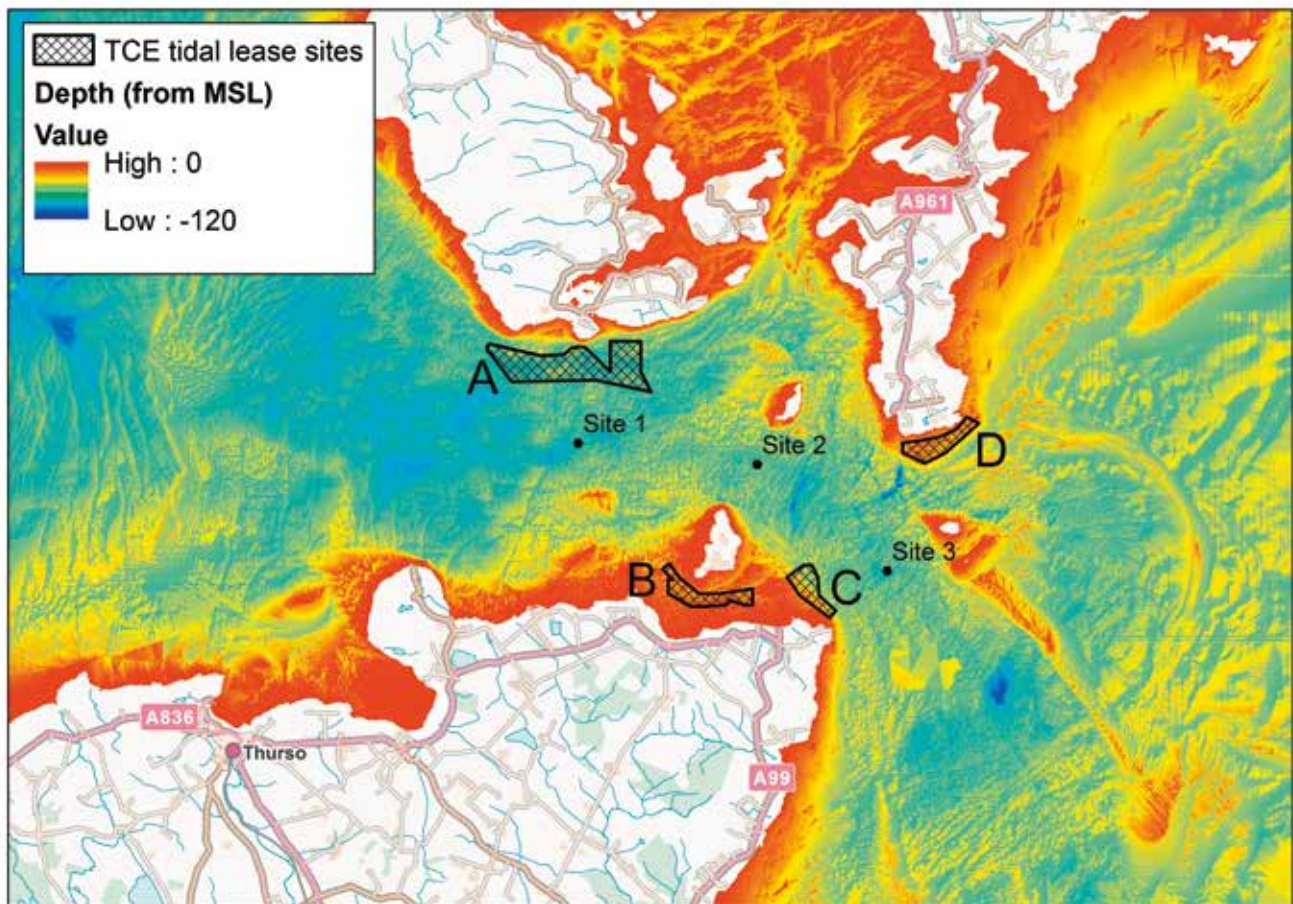 TCE tidal lease sites
Depth (from MSL)
Value
High : 0
Low : -120
A961
A
Site 1
Site 2
D
Site 3
B
C
A836
Thurso
A99